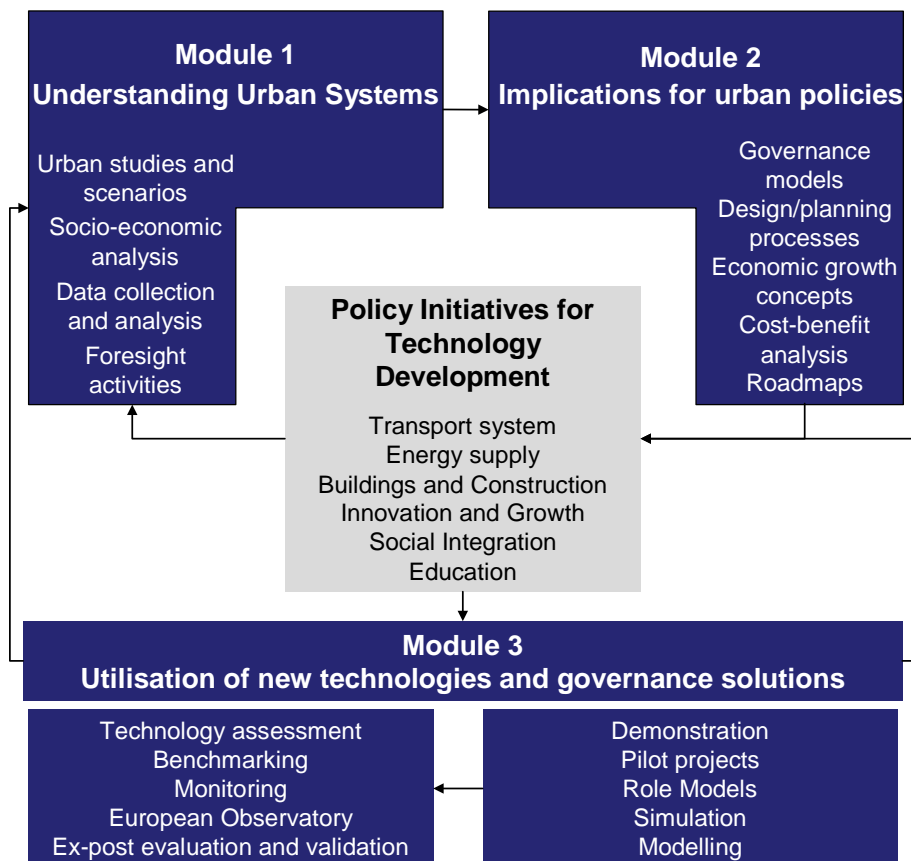 Module 1
Understanding Urban Systems
Urban studies and
scenarios
Socio-economic
analysis
Data collection
and analysis
Foresight
activities
Module 2
Implications for urban policies
Governance
models
Design/planning
processes
Economic growth
concepts
Cost-benefit
analysis
Roadmaps
Policy Initiatives for
Technology
Development
Transport system
Energy supply
Buildings and Construction
Innovation and Growth
Social Integration
Education
Module 3
Utilisation of new technologies and governance solutions
Technology assessment
Benchmarking
Monitoring
European Observatory
Ex-post evaluation and validation
Demonstration
Pilot projects
Role Models
Simulation
Modelling